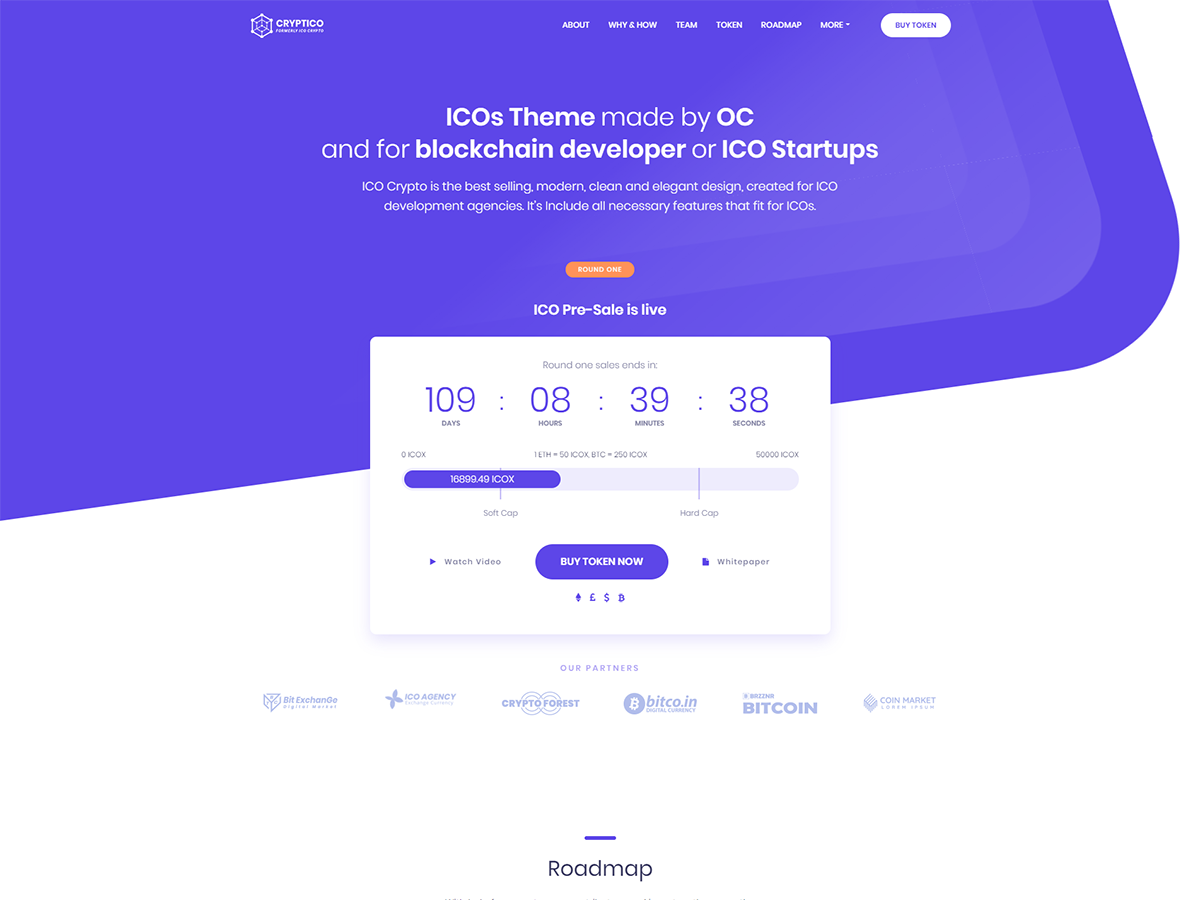 CRYPTICO
FORMERLY ICO CRYPTO
ABOUT
WHY & HOW
TEAM
TOKEN
ROADMAP
MORE
BUY TOKEN
ICOs Theme made by OC
and for blockchain developer or ICO Startups
ICO Crypto is the best selling, modern, clean and elegant design, created for ICO
development agencies. It's Include all necessary features that fit for ICOs.
ROUND ONE
ICO Pre-Sale is live
Round one sales ends in:
109 : 08 : 39 : 38
DAYS HOURS MINUTES SECONDS
0 ICOX
1 ETH = 50 ICOX, BTC = 250 ICOX
50000 ICOX
16899.49 ICOX
Soft Cap
Hard Cap
Watch Video
BUY TOKEN NOW
Whitepaper
£ $
OUR PARTNERS
Bit ExchanGe
Digital Market
ICO AGENCY
Exchange Currency
CRYPTO FOREST
bitco.in
DIGITAL CURRENCY
BRZZNR
BITCOIN
COIN MARKET
LOREM IPSUM
Roadmap